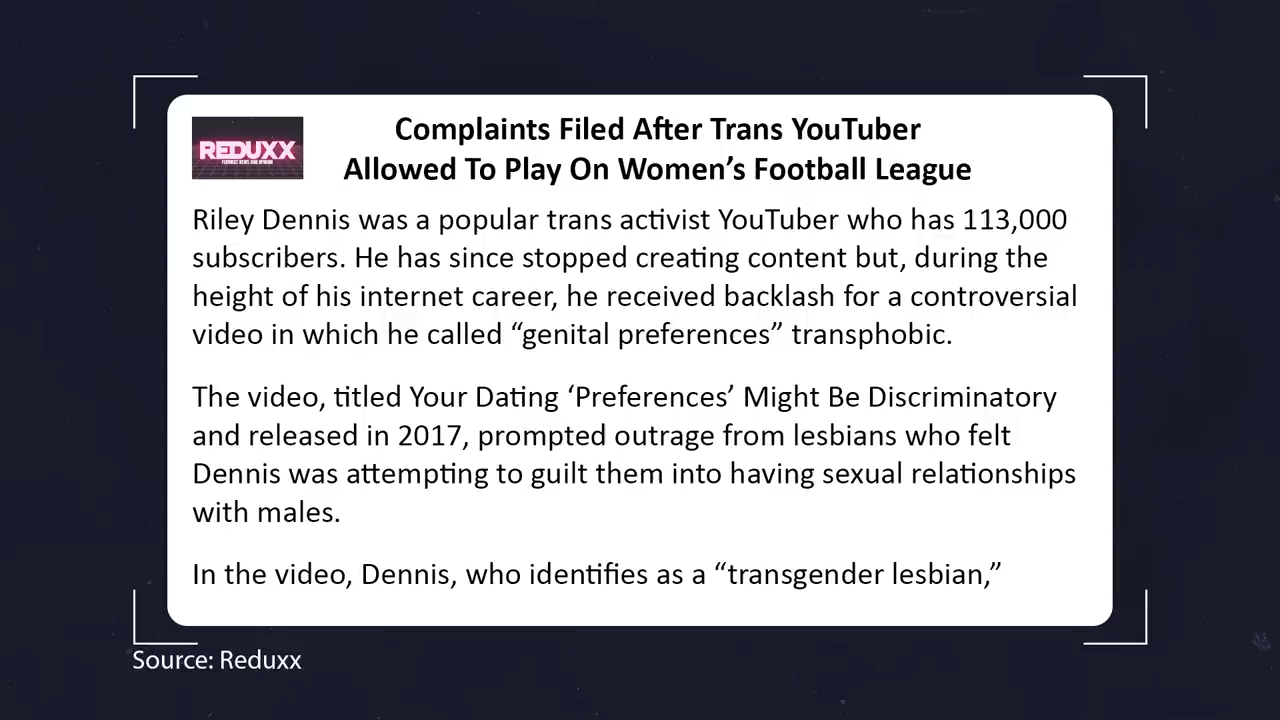 REDUXX
FEMINIST NEWS AND OPINION
Complaints Filed After Trans YouTuber
Allowed To Play On Women’s Football League
Riley Dennis was a popular trans activist YouTuber who has 113,000
subscribers. He has since stopped creating content but, during the
height of his internet career, he received backlash for a controversial
video in which he called “genital preferences” transphobic.
The video, titled Your Dating ‘Preferences’ Might Be Discriminatory
and released in 2017, prompted outrage from lesbians who felt
Dennis was attempting to guilt them into having sexual relationships
with males.
In the video, Dennis, who identifies as a “transgender lesbian,”
Source: Reduxx